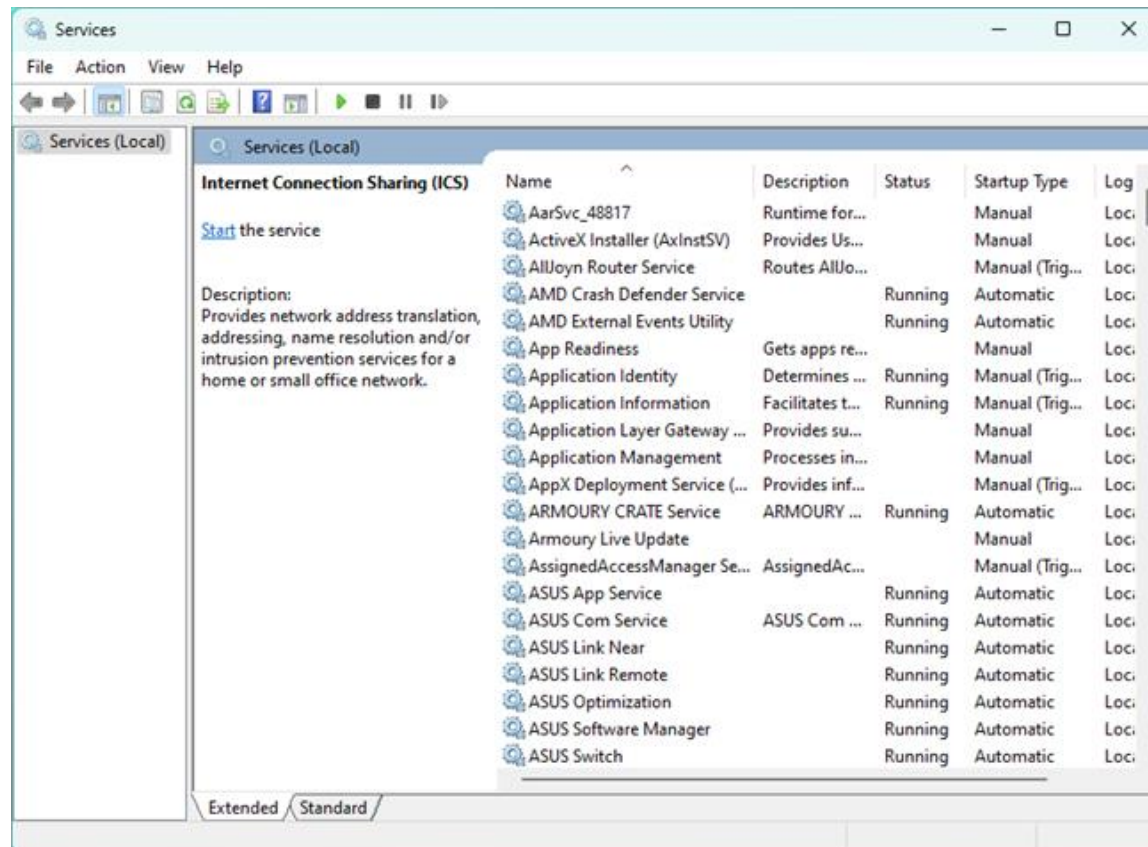 Services
File Action View Help
Services (Local)
Services (Local)
Internet Connection Sharing (ICS)
Start the service
Description:
Provides network address translation,
addressing, name resolution and/or
intrusion prevention services for a
home or small office network.
Name Description Status Startup Type Log
AarSvc_48817 Runtime for... Manual Loca
ActiveX Installer (AxInstSV) Provides Us... Manual Loca
AllJoyn Router Service Routes AllJo... Manual (Trig... Loca
AMD Crash Defender Service Running Automatic Loca
AMD External Events Utility Running Automatic Loca
App Readiness Gets apps re... Manual Loca
Application Identity Determines ... Running Manual (Trig... Loca
Application Information Facilitates t... Running Manual (Trig... Loca
Application Layer Gateway ... Provides su... Manual Loca
Application Management Processes in... Manual Loca
AppX Deployment Service (... Provides inf... Manual (Trig... Loca
ARMOURY CRATE Service ARMOURY ... Running Automatic Loca
Armoury Live Update Manual Loca
AssignedAccessManager Se... AssignedAc... Manual (Trig... Loca
ASUS App Service Running Automatic Loca
ASUS Com Service ASUS Com ... Running Automatic Loca
ASUS Link Near Running Automatic Loca
ASUS Link Remote Running Automatic Loca
ASUS Optimization Running Automatic Loca
ASUS Software Manager Running Automatic Loca
ASUS Switch Running Automatic Loca
Extended Standard